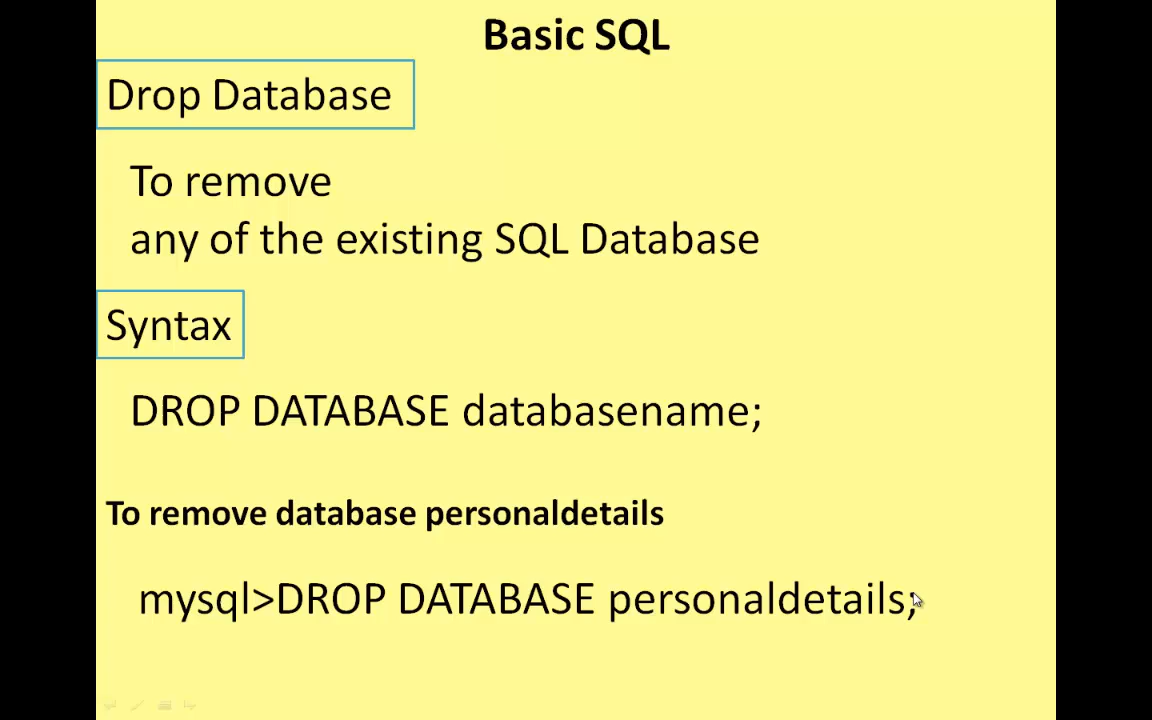 Basic SQL
Drop Database
To remove
any of the existing SQL Database
Syntax
DROP DATABASE databasename;
To remove database personaldetails
mysql>DROP DATABASE personaldetails;